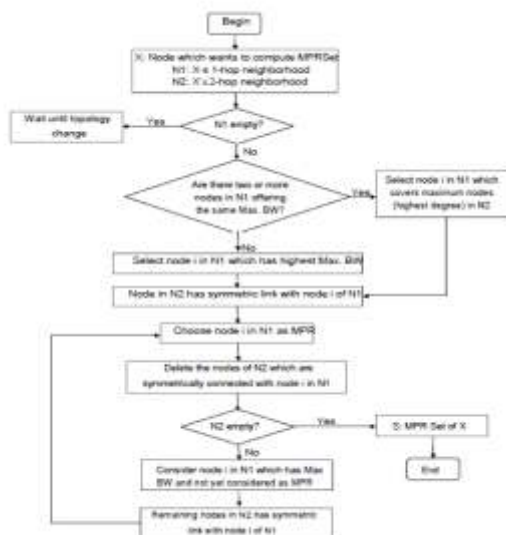 Begin
X: Node which wants to compute MPRSet
N1: X's 1-hop neighborhood
N2: X's 2-hop neighborhood
Wait until topology
change
Yes
N1 empty?
No
Are there two or more
nodes in N1 offering
the same Max. BW?
Yes
Select node i in N1 which
covers maximum nodes
(highest degree) in N2
No
Select node i in N1 which has highest Max. BW
Node in N2 has symmetric link with node i of N1
Choose node i in N1 as MPR
Delete the nodes of N2 which are
symmetrically connected with node i in N1
N2 empty?
Yes
S: MPR Set of X
No
End
Consider node i in N1 which has Max
BW and not yet considered as MPR
Remaining nodes in N2 has symmetric
link with node i of N1